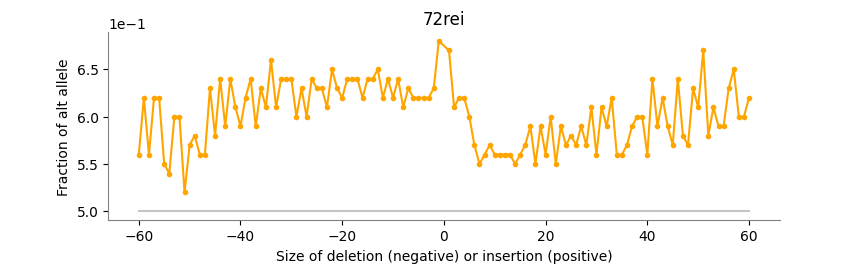 72rei
1e−1
6.5
6.0
5.5
5.0
Fraction of alt allele
−60 −40 −20 0 20 40 60
Size of deletion (negative) or insertion (positive)